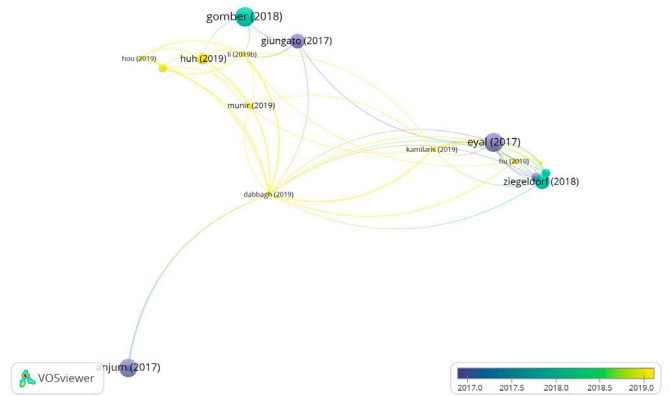 gomber (2018)
giungato (2017)
li (2019b)
hou (2019)
huh (2019)
munir (2019)
eyal (2017)
kamilaris (2019)
hu (2019)
ziegeldorf (2018)
dabbagh (2019)
anjum (2017)
VOSviewer
2017.0 2017.5 2018.0 2018.5 2019.0